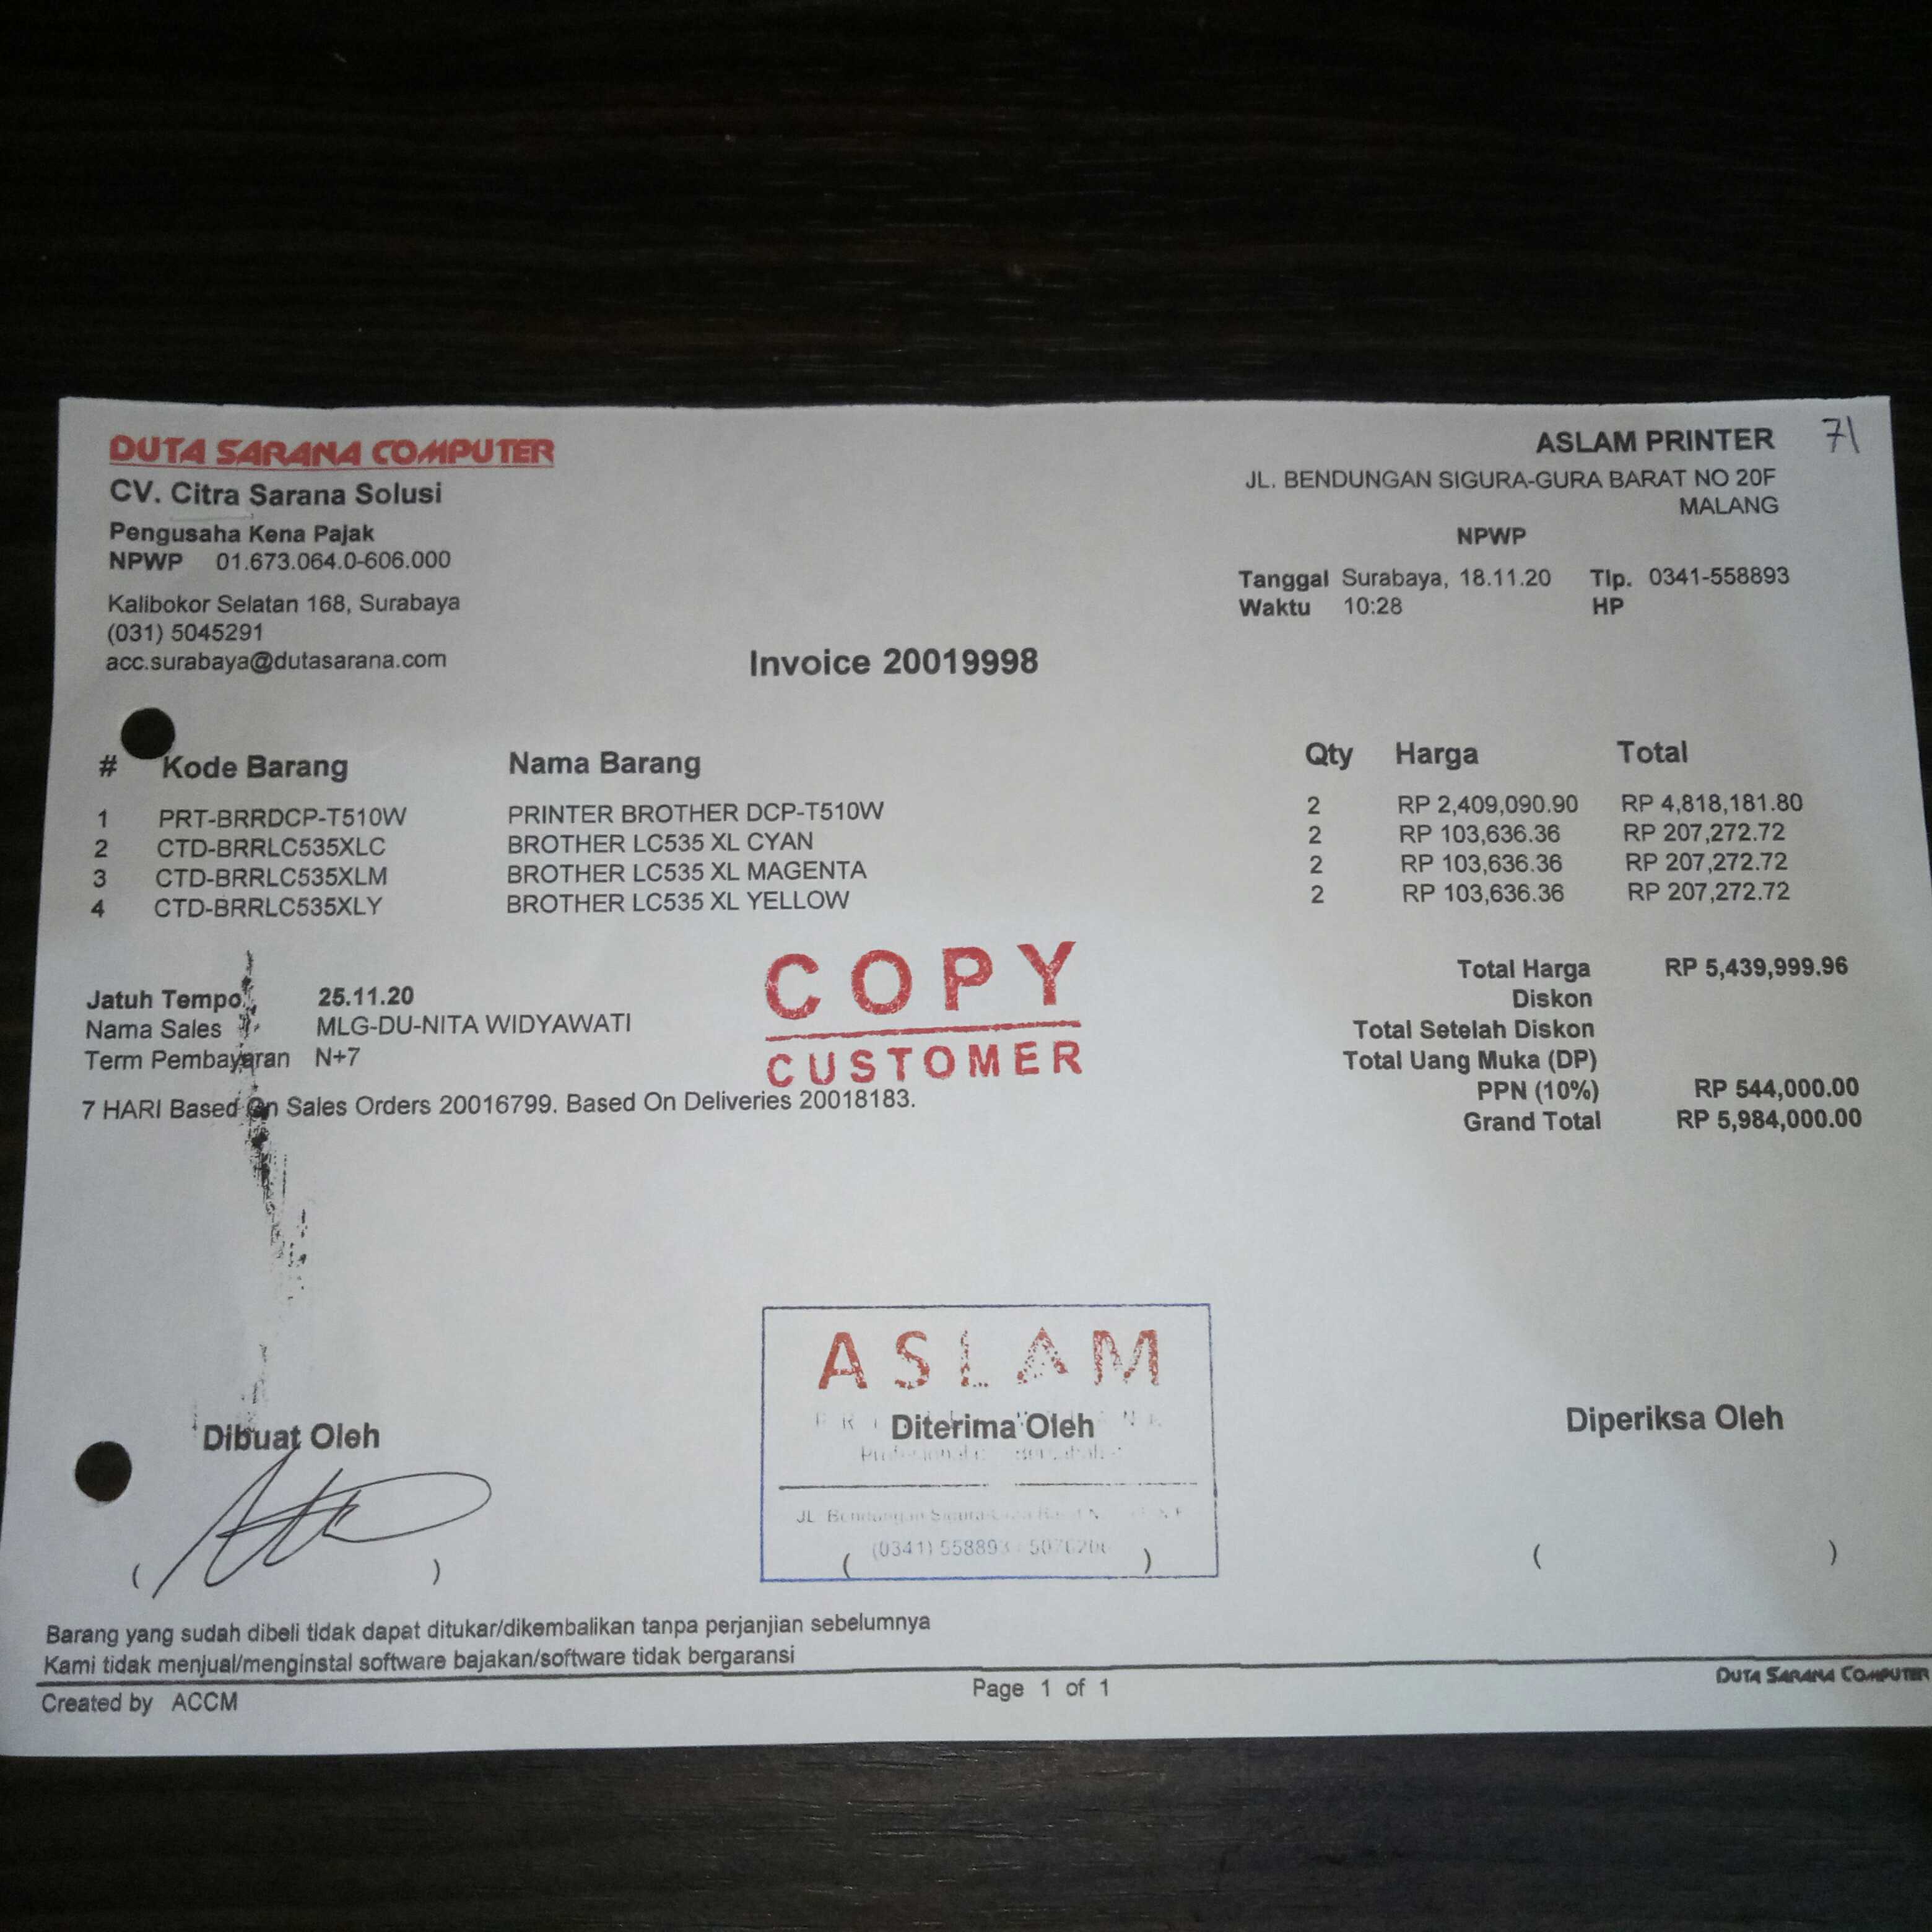 DUTA SARANA COMPUTER
CV. Citra Sarana Solusi
Pengusaha Kena Pajak
NPWP 01.673.064.0-606.000
Kalibokor Selatan 168, Surabaya
(031) 5045291
acc.surabaya@dutasarana.com
ASLAM PRINTER 71
JL. BENDUNGAN SIGURA-GURA BARAT NO 20F
MALANG
NPWP
Tanggal Surabaya, 18.11.20 Tlp. 0341-558893
Waktu 10:28 HP
Invoice 20019998
# Kode Barang Nama Barang Qty Harga Total
1 PRT-BRRDCP-T510W PRINTER BROTHER DCP-T510W 2 RP 2,409,090.90 RP 4,818,181.80
2 CTD-BRRLC535XLC BROTHER LC535 XL CYAN 2 RP 103,636.36 RP 207,272.72
3 CTD-BRRLC535XLM BROTHER LC535 XL MAGENTA 2 RP 103,636.36 RP 207,272.72
4 CTD-BRRLC535XLY BROTHER LC535 XL YELLOW 2 RP 103,636.36 RP 207,272.72
Jatuh Tempo 25.11.20
Nama Sales MLG-DU-NITA WIDYAWATI
Term Pembayaran N+7
7 HARI Based On Sales Orders 20016799. Based On Deliveries 20018183.
COPY
CUSTOMER
Total Harga RP 5,439,999.96
Diskon
Total Setelah Diskon
Total Uang Muka (DP)
PPN (10%) RP 544,000.00
Grand Total RP 5,984,000.00
ASLAM
Dibuat Oleh Diterima Oleh Diperiksa Oleh
JL. Bendungan
(0341) 558893
( ) ( ) ( )
Barang yang sudah dibeli tidak dapat ditukar/dikembalikan tanpa perjanjian sebelumnya
Kami tidak menjual/menginstal software bajakan/software tidak bergaransi
Created by ACCM Page 1 of 1 DUTA SARANA COMPUTER